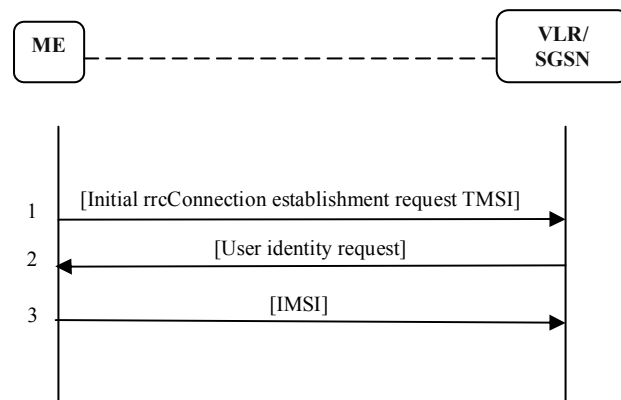 ME
VLR/
SGSN
1
[Initial rrcConnection establishment request TMSI]
2
[User identity request]
3
[IMSI]